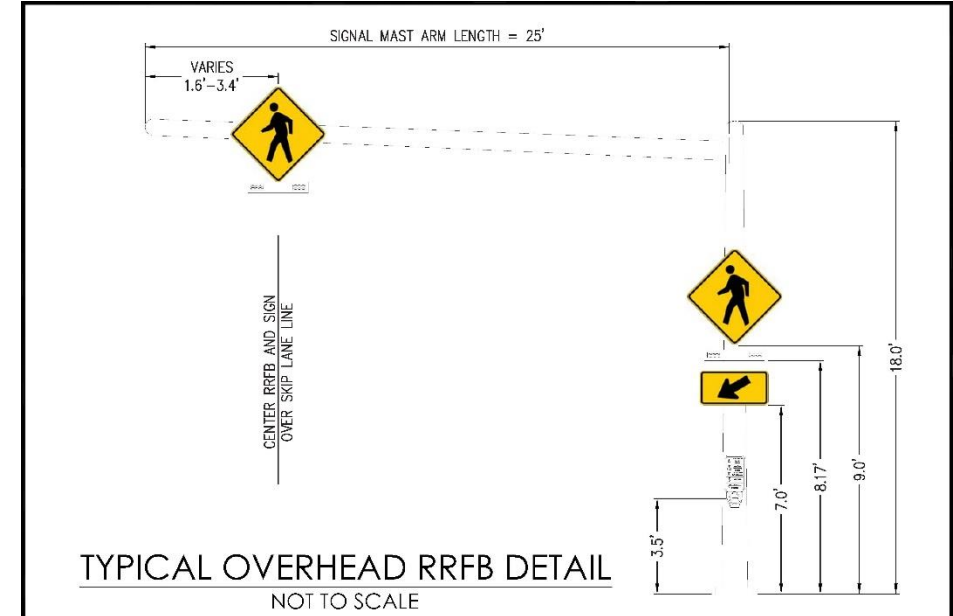 SIGNAL MAST ARM LENGTH = 25'
VARIES
1.6'-3.4'
CENTER RRFB AND SIGN
OVER SKIP LANE LINE
18.0'
9.0'
8.17'
7.0'
3.5'
TYPICAL OVERHEAD RRFB DETAIL
NOT TO SCALE